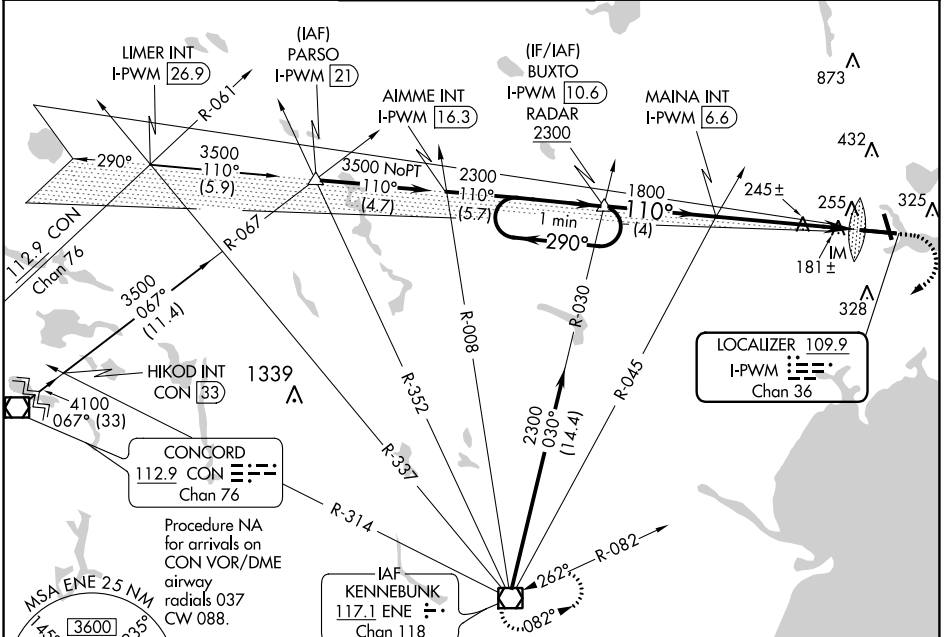 (IAF)
PARSO
I-PWM 21
LIMER INT
I-PWM 26.9
R-061
AIMME INT
I-PWM 16.3
(IF/IAF)
BUXTO
I-PWM 10.6
RADAR
2300
MAINA INT
I-PWM 6.6
873
432
325
255
245±
181±
IM
328
290°
3500
110°
(5.9)
3500 NoPT
110°
(4.7)
2300
110°
(5.7)
1800
110°
(4)
1 min
290°
112.9 CON
Chan 76
R-067
3500
067°
(11.4)
HIKOD INT
CON 33
1339
4100
067° (33)
CONCORD
112.9 CON
Chan 76
R-337
R-352
R-008
R-030
R-045
R-314
2300
030°
(14.4)
LOCALIZER 109.9
I-PWM
Chan 36
Procedure NA
for arrivals on
CON VOR/DME
airway
radials 037
CW 088.
IAF
KENNEBUNK
117.1 ENE
Chan 118
262°
R-082
082°
MSA ENE 25 NM
3600